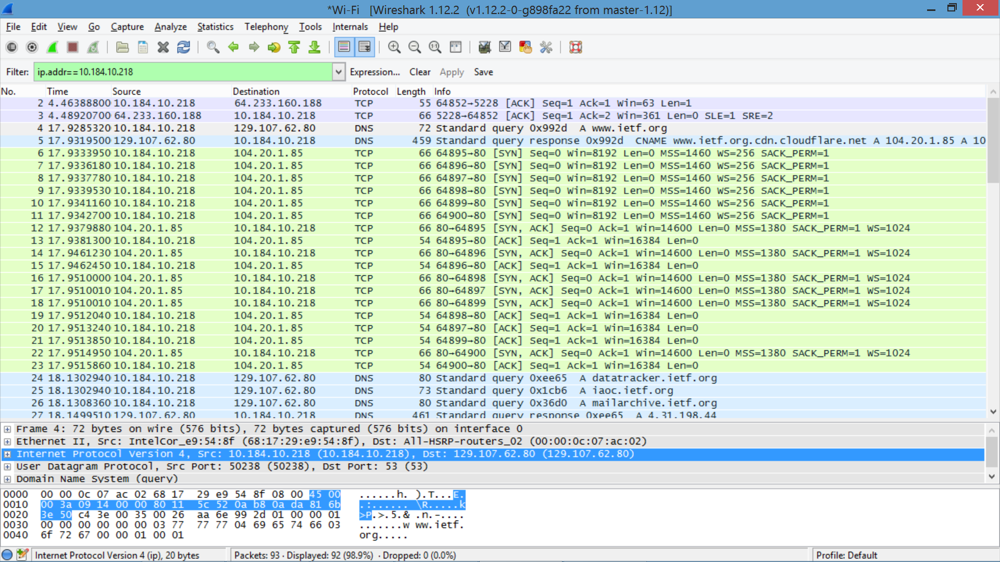 *Wi-Fi [Wireshark 1.12.2 (v1.12.2-0-g898fa22 from master-1.12)]
File Edit View Go Capture Analyze Statistics Telephony Tools Internals Help
Filter: ip.addr==10.184.10.218 Expression... Clear Apply Save
No. Time Source Destination Protocol Length Info
2 4.46388800 10.184.10.218 64.233.160.188 TCP 55 64852→5228 [ACK] Seq=1 Ack=1 Win=63 Len=1
3 4.48920700 64.233.160.188 10.184.10.218 TCP 66 5228→64852 [ACK] Seq=1 Ack=2 Win=361 Len=0 SLE=1 SRE=2
4 17.9285320 10.184.10.218 129.107.62.80 DNS 72 Standard query 0x992d A www.ietf.org
5 17.9319500 129.107.62.80 10.184.10.218 DNS 459 Standard query response 0x992d CNAME www.ietf.org.cdn.cloudflare.net A 104.20.1.85 A 10
6 17.9333950 10.184.10.218 104.20.1.85 TCP 66 64895→80 [SYN] Seq=0 Win=8192 Len=0 MSS=1460 WS=256 SACK_PERM=1
7 17.9336180 10.184.10.218 104.20.1.85 TCP 66 64896→80 [SYN] Seq=0 Win=8192 Len=0 MSS=1460 WS=256 SACK_PERM=1
8 17.9337780 10.184.10.218 104.20.1.85 TCP 66 64897→80 [SYN] Seq=0 Win=8192 Len=0 MSS=1460 WS=256 SACK_PERM=1
9 17.9339530 10.184.10.218 104.20.1.85 TCP 66 64898→80 [SYN] Seq=0 Win=8192 Len=0 MSS=1460 WS=256 SACK_PERM=1
10 17.9341160 10.184.10.218 104.20.1.85 TCP 66 64899→80 [SYN] Seq=0 Win=8192 Len=0 MSS=1460 WS=256 SACK_PERM=1
11 17.9342700 10.184.10.218 104.20.1.85 TCP 66 64900→80 [SYN] Seq=0 Win=8192 Len=0 MSS=1460 WS=256 SACK_PERM=1
12 17.9379880 104.20.1.85 10.184.10.218 TCP 66 80→64895 [SYN, ACK] Seq=0 Ack=1 Win=14600 Len=0 MSS=1380 SACK_PERM=1 WS=1024
13 17.9381300 10.184.10.218 104.20.1.85 TCP 54 64895→80 [ACK] Seq=1 Ack=1 Win=16384 Len=0
14 17.9461230 104.20.1.85 10.184.10.218 TCP 66 80→64896 [SYN, ACK] Seq=0 Ack=1 Win=14600 Len=0 MSS=1380 SACK_PERM=1 WS=1024
15 17.9462450 10.184.10.218 104.20.1.85 TCP 54 64896→80 [ACK] Seq=1 Ack=1 Win=16384 Len=0
16 17.9510000 104.20.1.85 10.184.10.218 TCP 66 80→64898 [SYN, ACK] Seq=0 Ack=1 Win=14600 Len=0 MSS=1380 SACK_PERM=1 WS=1024
17 17.9510010 104.20.1.85 10.184.10.218 TCP 66 80→64897 [SYN, ACK] Seq=0 Ack=1 Win=14600 Len=0 MSS=1380 SACK_PERM=1 WS=1024
18 17.9510010 104.20.1.85 10.184.10.218 TCP 66 80→64899 [SYN, ACK] Seq=0 Ack=1 Win=14600 Len=0 MSS=1380 SACK_PERM=1 WS=1024
19 17.9512040 10.184.10.218 104.20.1.85 TCP 54 64898→80 [ACK] Seq=1 Ack=1 Win=16384 Len=0
20 17.9513240 10.184.10.218 104.20.1.85 TCP 54 64897→80 [ACK] Seq=1 Ack=1 Win=16384 Len=0
21 17.9513850 10.184.10.218 104.20.1.85 TCP 54 64899→80 [ACK] Seq=1 Ack=1 Win=16384 Len=0
22 17.9514950 104.20.1.85 10.184.10.218 TCP 66 80→64900 [SYN, ACK] Seq=0 Ack=1 Win=14600 Len=0 MSS=1380 SACK_PERM=1 WS=1024
23 17.9515860 10.184.10.218 104.20.1.85 TCP 54 64900→80 [ACK] Seq=1 Ack=1 Win=16384 Len=0
24 18.1302940 10.184.10.218 129.107.62.80 DNS 80 Standard query 0xee65 A datatracker.ietf.org
25 18.1302940 10.184.10.218 129.107.62.80 DNS 73 Standard query 0x1cb6 A iaoc.ietf.org
26 18.1308360 10.184.10.218 129.107.62.80 DNS 80 Standard query 0x36d0 A mailarchive.ietf.org
27 18.1499510 129.107.62.80 10.184.10.218 DNS 461 Standard query response 0xee65 A 4.31.198.44
Frame 4: 72 bytes on wire (576 bits), 72 bytes captured (576 bits) on interface 0
Ethernet II, Src: IntelCor_e9:54:8f (68:17:29:e9:54:8f), Dst: All-HSRP-routers_02 (00:00:0c:07:ac:02)
Internet Protocol Version 4, Src: 10.184.10.218 (10.184.10.218), Dst: 129.107.62.80 (129.107.62.80)
User Datagram Protocol, Src Port: 50238 (50238), Dst Port: 53 (53)
Domain Name System (query)
0000 00 00 0c 07 ac 02 68 17 29 e9 54 8f 08 00 45 00 ......h. ).T...E.
0010 00 3a 09 14 00 00 80 11 5c 52 0a b8 0a da 81 6b .:...... \R.....k
0020 3e 50 c4 3e 00 35 00 26 aa 6e 99 2d 01 00 00 01 >P.>.5.& .n.-....
0030 00 00 00 00 00 00 03 77 77 77 04 69 65 74 66 03 .......w ww.ietf.
0040 6f 72 67 00 00 01 00 01 org.....
Internet Protocol Version 4 (ip), 20 bytes Packets: 93 · Displayed: 92 (98.9%) · Dropped: 0 (0.0%) Profile: Default